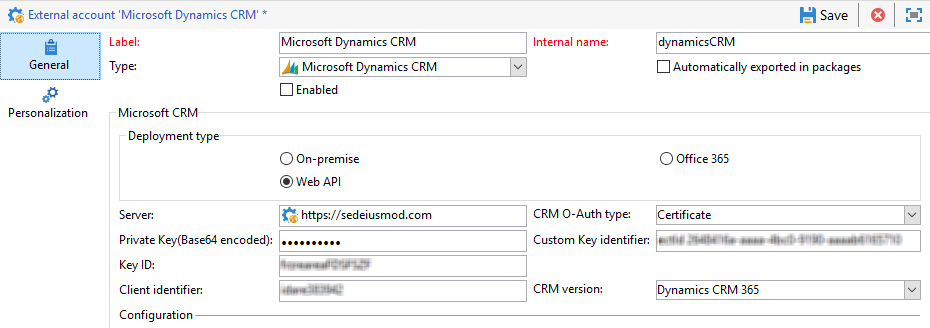 External account 'Microsoft Dynamics CRM' *
Save
General
Personalization
Label: Microsoft Dynamics CRM Internal name: dynamicsCRM
Type: Microsoft Dynamics CRM Automatically exported in packages
Enabled
Microsoft CRM
Deployment type
On-premise Office 365
Web API
Server: https://sedeiusmod.com CRM O-Auth type: Certificate
Private Key(Base64 encoded): •••••••••• Custom Key identifier:
Key ID:
Client identifier: CRM version: Dynamics CRM 365
Configuration